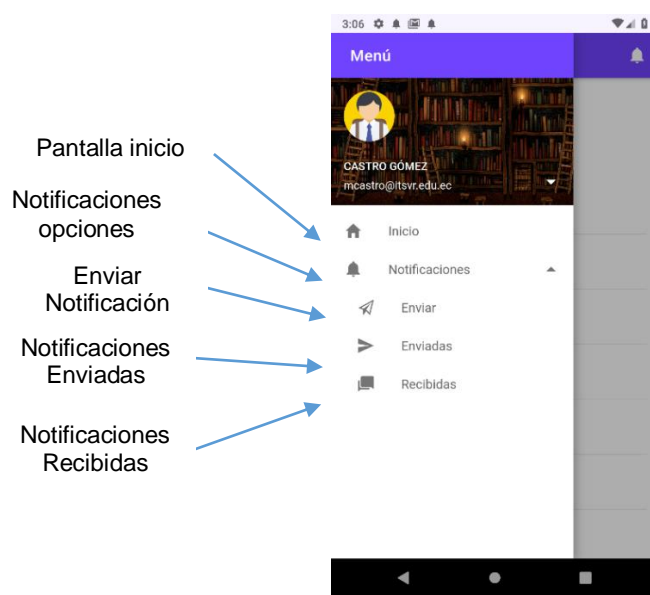 3:06
Menú
CASTRO GÓMEZ
mcastro@itsvr.edu.ec
Pantalla inicio
Notificaciones
opciones
Enviar
Notificación
Notificaciones
Enviadas
Notificaciones
Recibidas
Inicio
Notificaciones
Enviar
Enviadas
Recibidas